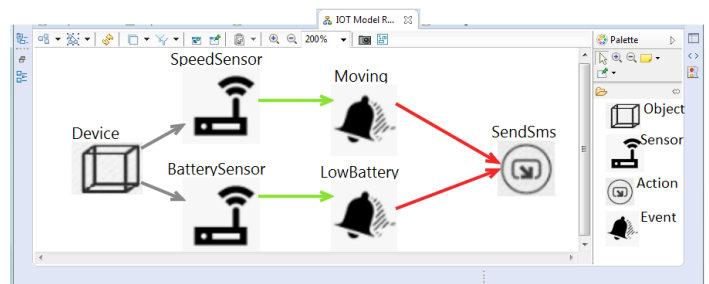 IOT Model R...
200%
Palette
SpeedSensor
Moving
Device
SendSms
BatterySensor
LowBattery
Object
Sensor
Action
Event